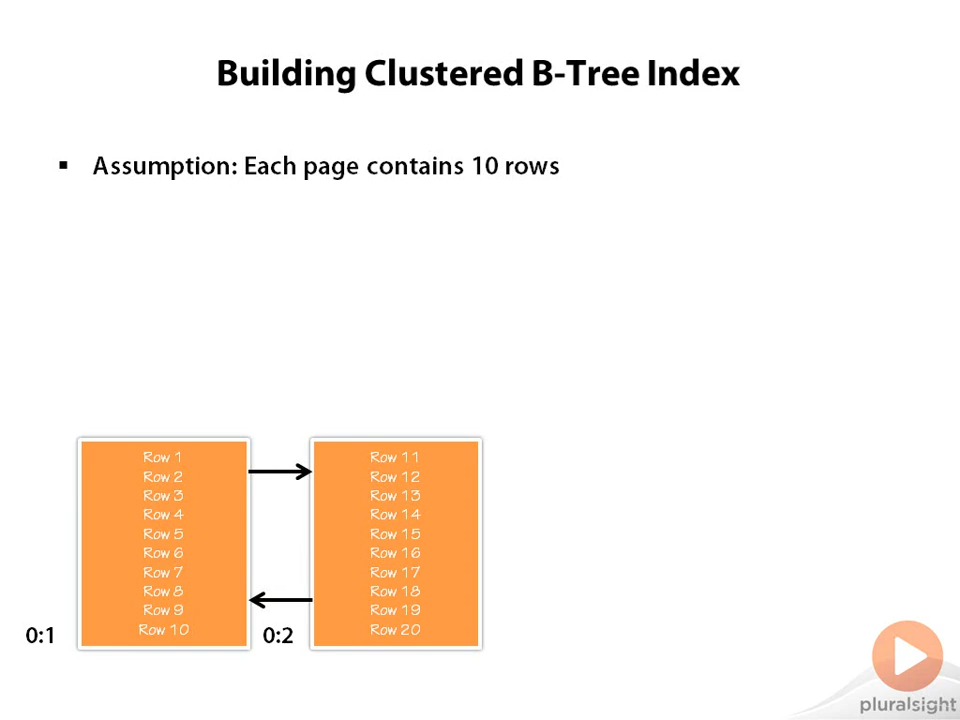 Building Clustered B-Tree Index
▪ Assumption: Each page contains 10 rows
Row 1
Row 2
Row 3
Row 4
Row 5
Row 6
Row 7
Row 8
Row 9
Row 10
0:1
Row 11
Row 12
Row 13
Row 14
Row 15
Row 16
Row 17
Row 18
Row 19
Row 20
0:2
pluralsight